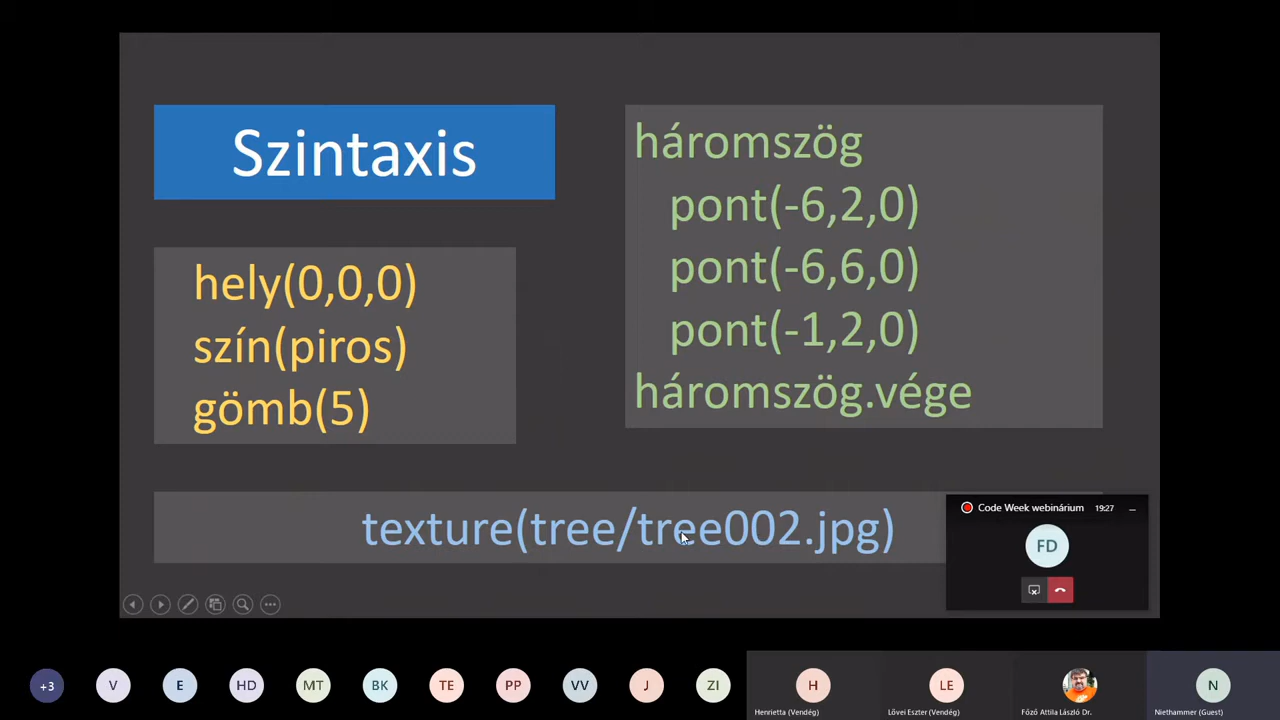 Szintaxis
hely(0,0,0)
szín(piros)
gömb(5)
háromszög
pont(-6,2,0)
pont(-6,6,0)
pont(-1,2,0)
háromszög.vége
texture(tree/tree002.jpg)
Code Week webinárium 19:27
FD
+3 V E HD MT BK TE PP VV J ZI H LE N
Henrietta (Vendég) Lővei Eszter (Vendég) Főző Attila László Dr. Niethammer (Guest)